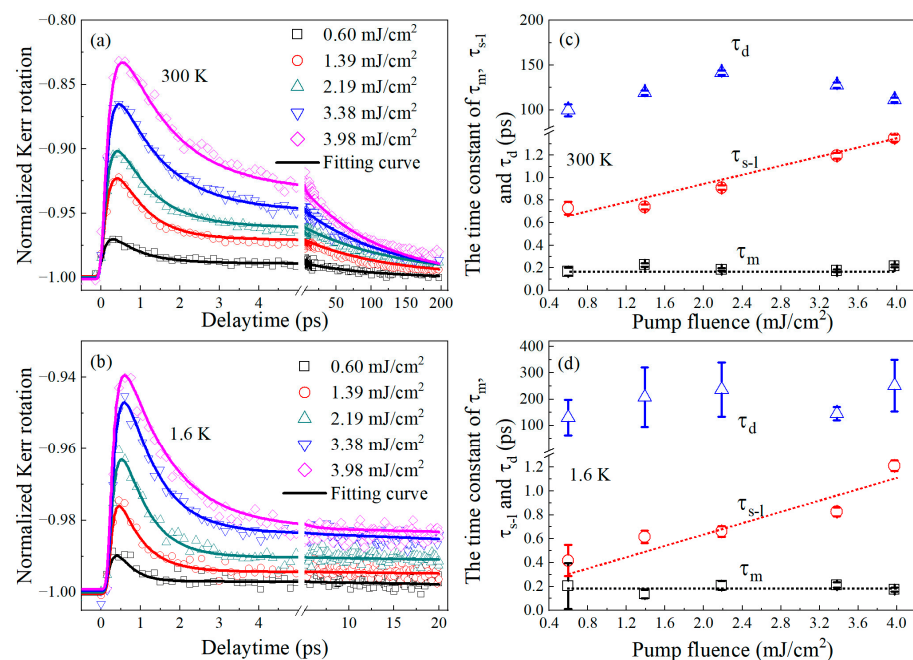 (a)
300 K
0.60 mJ/cm²
1.39 mJ/cm²
2.19 mJ/cm²
3.38 mJ/cm²
3.98 mJ/cm²
Fitting curve
Normalized Kerr rotation
−0.80
−0.85
−0.90
−0.95
−1.00
0 1 2 3 4 50 100 150 200
Delaytime (ps)
(c)
300 K
τd
τs-l
τm
The time constant of τm, τs-l
and τd (ps)
150
100
1.2
1.0
0.8
0.6
0.4
0.2
0.0
0.4 0.8 1.2 1.6 2.0 2.4 2.8 3.2 3.6 4.0
Pump fluence (mJ/cm²)
(b)
1.6 K
0.60 mJ/cm²
1.39 mJ/cm²
2.19 mJ/cm²
3.38 mJ/cm²
3.98 mJ/cm²
Fitting curve
Normalized Kerr rotation
−0.94
−0.96
−0.98
−1.00
0 1 2 3 4 5 10 15 20
Delaytime (ps)
(d)
1.6 K
τd
τs-l
τm
The time constant of τm,
τs-l and τd (ps)
400
300
200
100
1.2
1.0
0.8
0.6
0.4
0.2
0.0
0.4 0.8 1.2 1.6 2.0 2.4 2.8 3.2 3.6 4.0
Pump fluence (mJ/cm²)